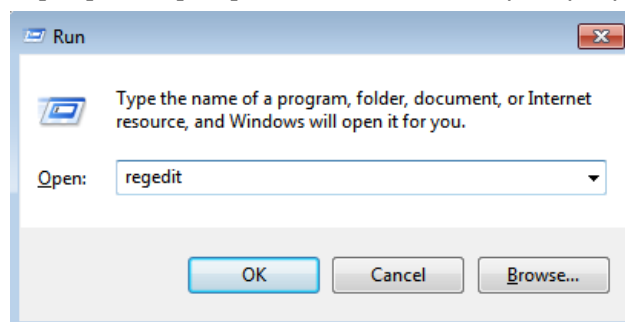 Run
Type the name of a program, folder, document, or Internet
resource, and Windows will open it for you.
Open: regedit
OK Cancel Browse...